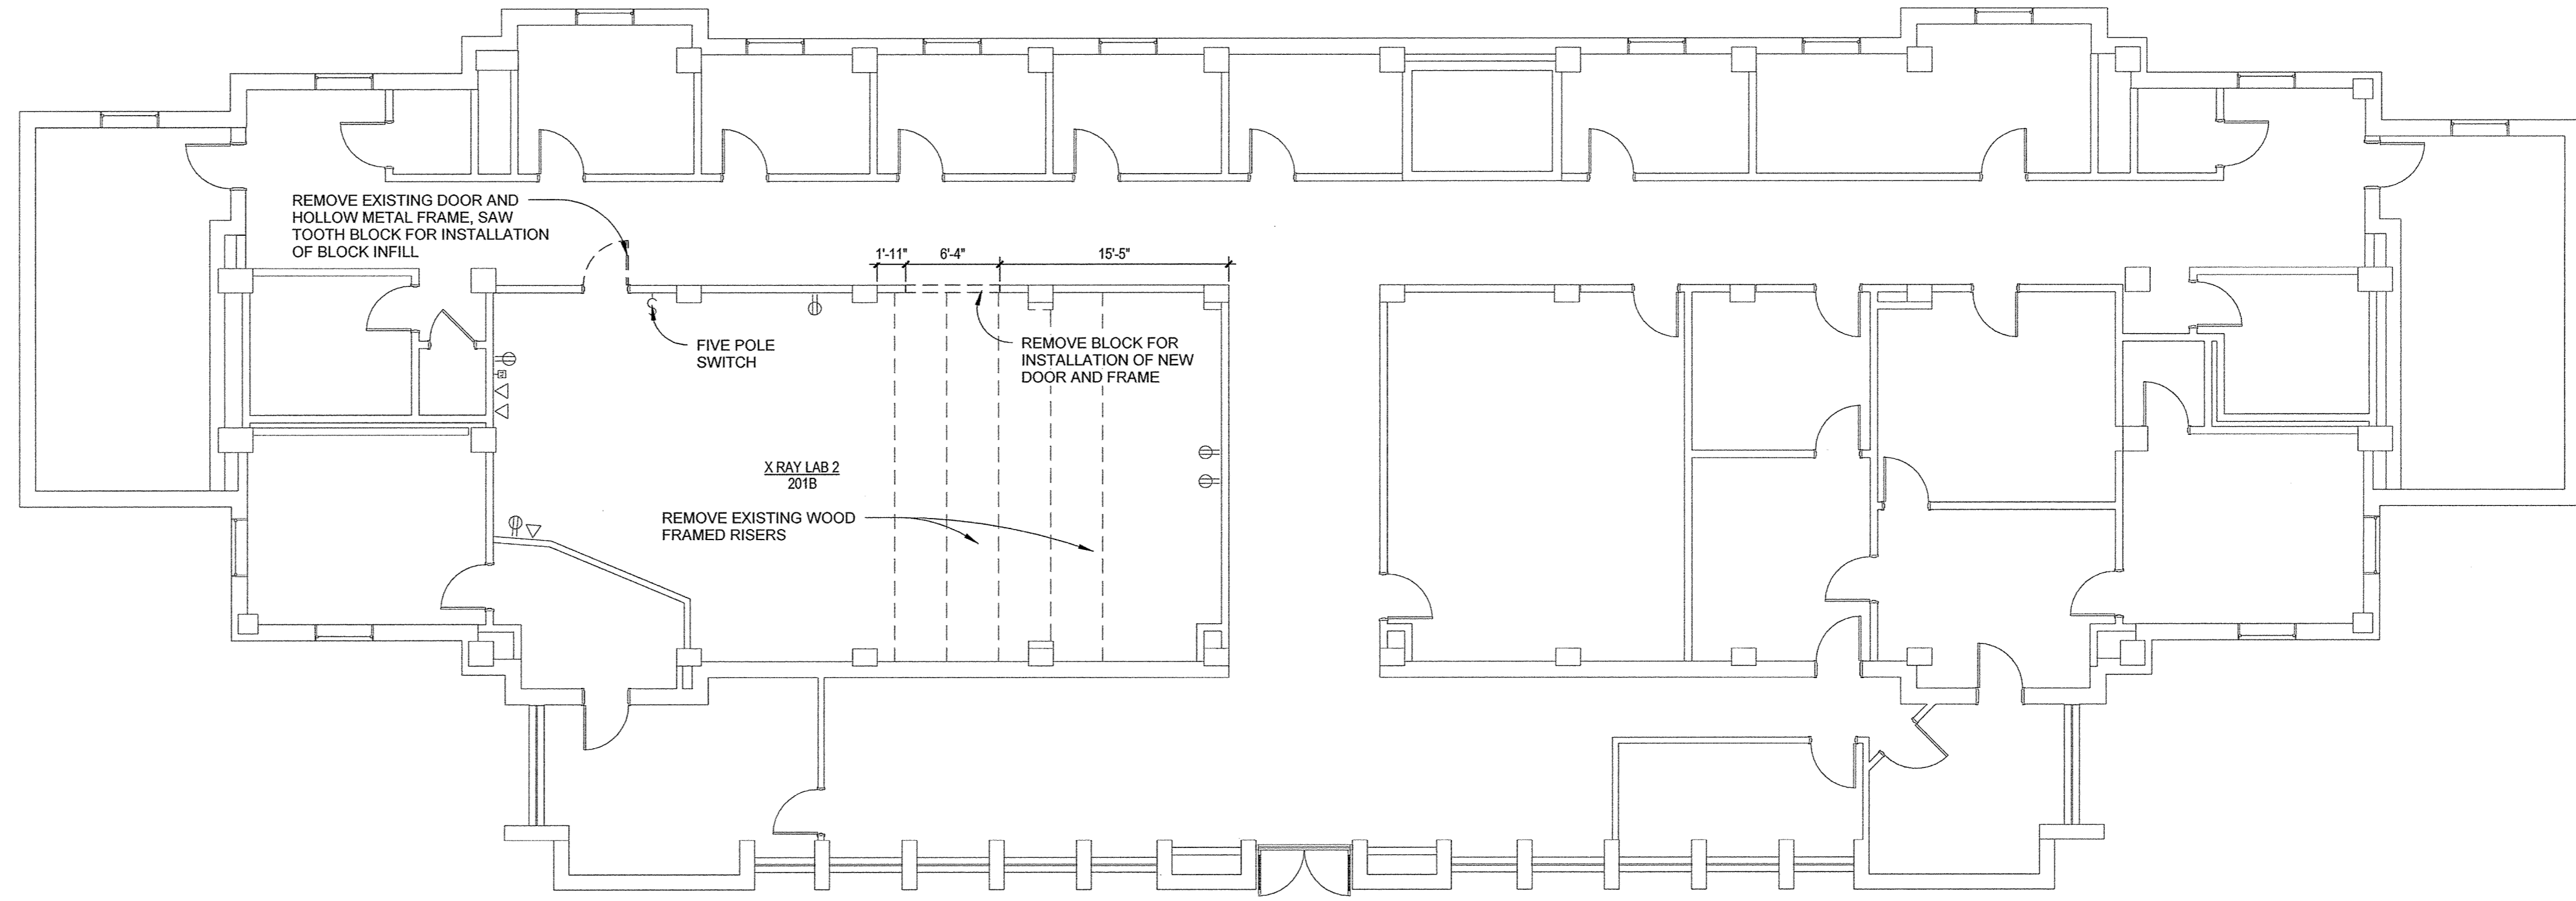 REMOVE EXISTING DOOR AND
HOLLOW METAL FRAME, SAW
TOOTH BLOCK FOR INSTALLATION
OF BLOCK INFILL
1'-11"
6'-4"
15'-5"
FIVE POLE
SWITCH
REMOVE BLOCK FOR
INSTALLATION OF NEW
DOOR AND FRAME
X RAY LAB 2
201B
REMOVE EXISTING WOOD
FRAMED RISERS